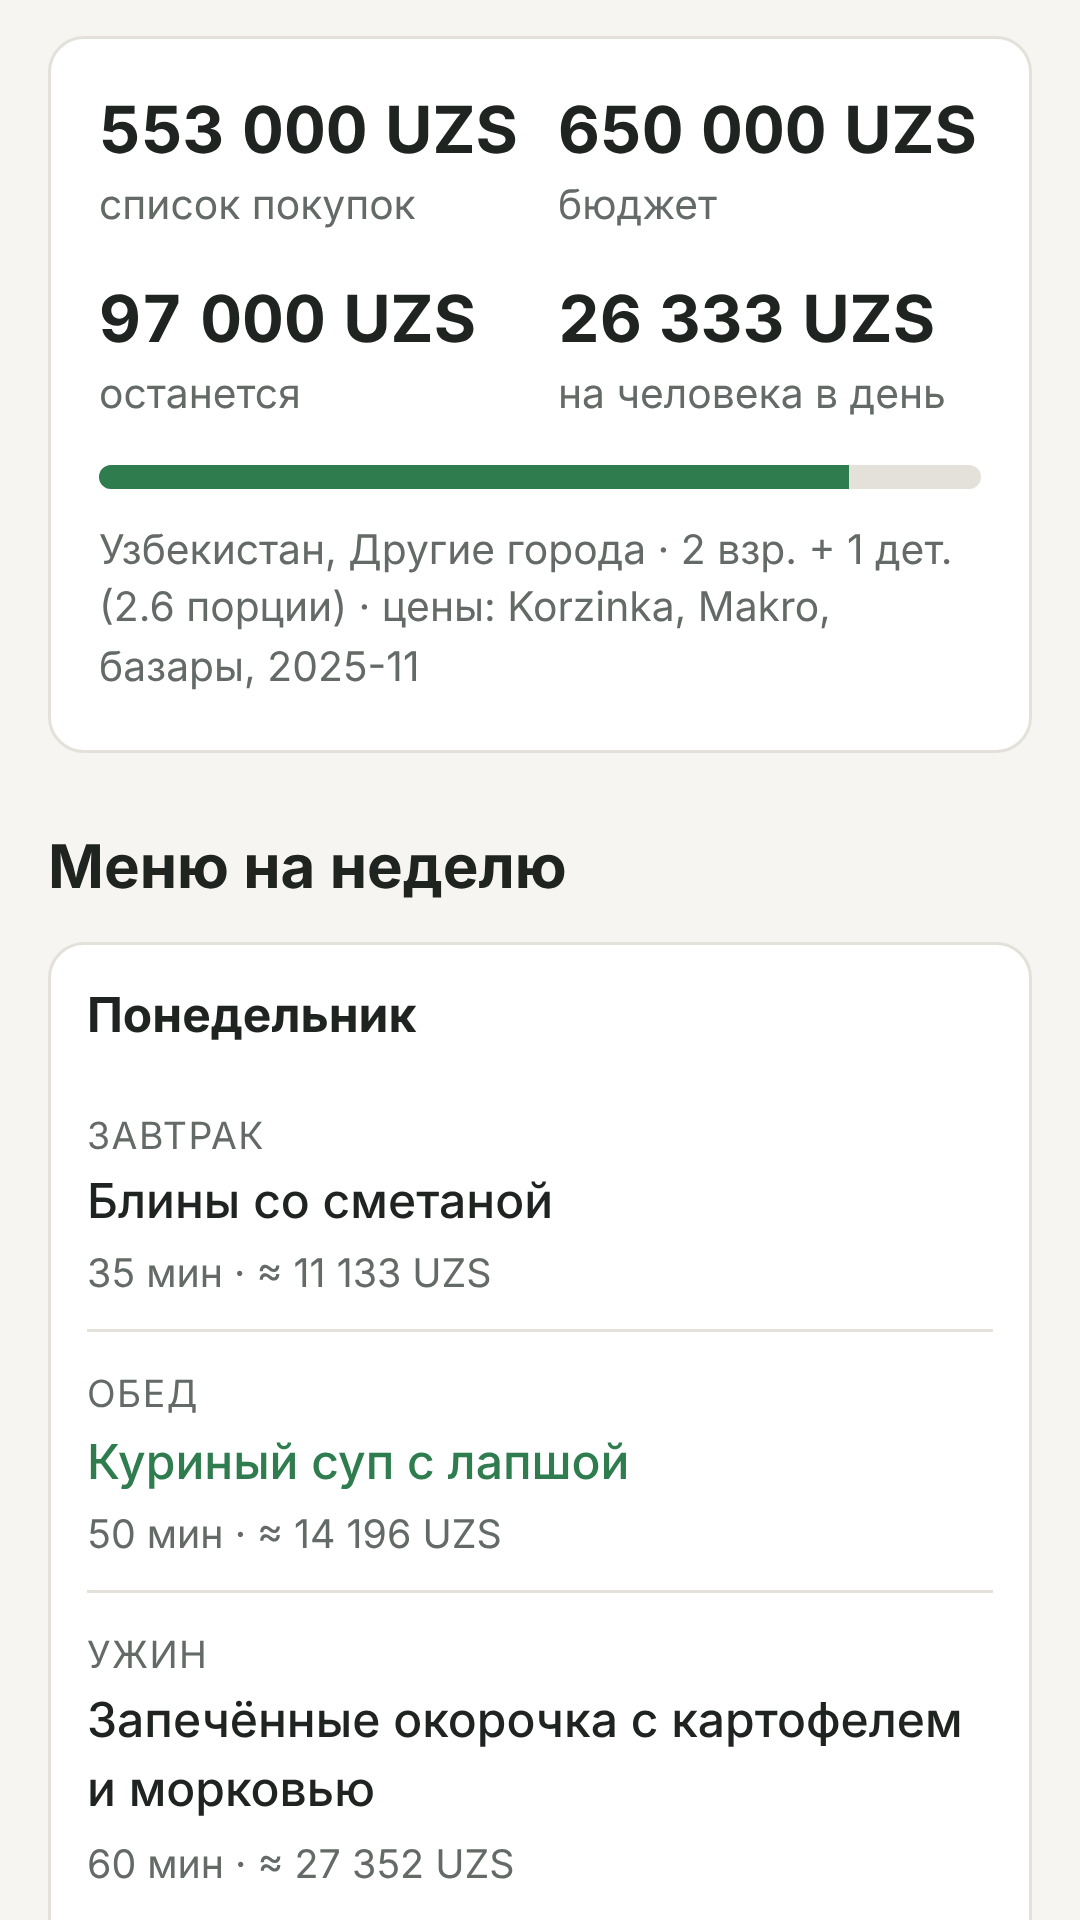 553 000 UZS 650 000 UZS
список покупок бюджет
97 000 UZS 26 333 UZS
останется на человека в день
Узбекистан, Другие города · 2 взр. + 1 дет.
(2.6 порции) · цены: Korzinka, Makro,
базары, 2025-11
Меню на неделю
Понедельник
ЗАВТРАК
Блины со сметаной
35 мин · ≈ 11 133 UZS
ОБЕД
Куриный суп с лапшой
50 мин · ≈ 14 196 UZS
УЖИН
Запечённые окорочка с картофелем
и морковью
60 мин · ≈ 27 352 UZS